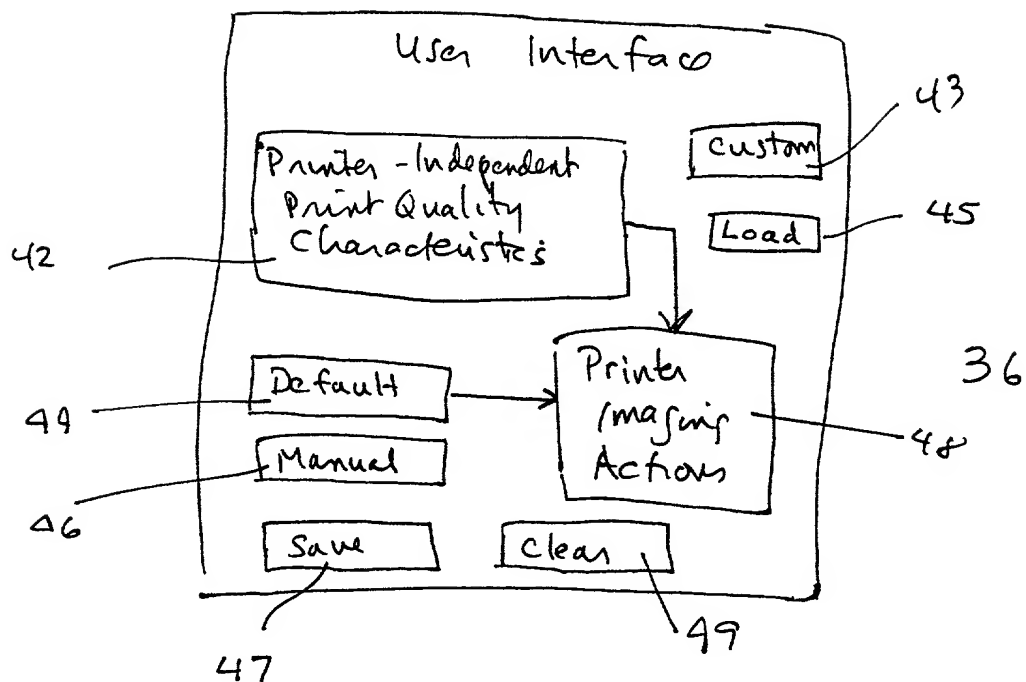 User Interface
43
Custom
Printer-Independent
Print Quality
Characteristics
45
Load
42
Printer
Imaging
Actions
36
Default
44
48
Manual
46
Save
Clear
49
47